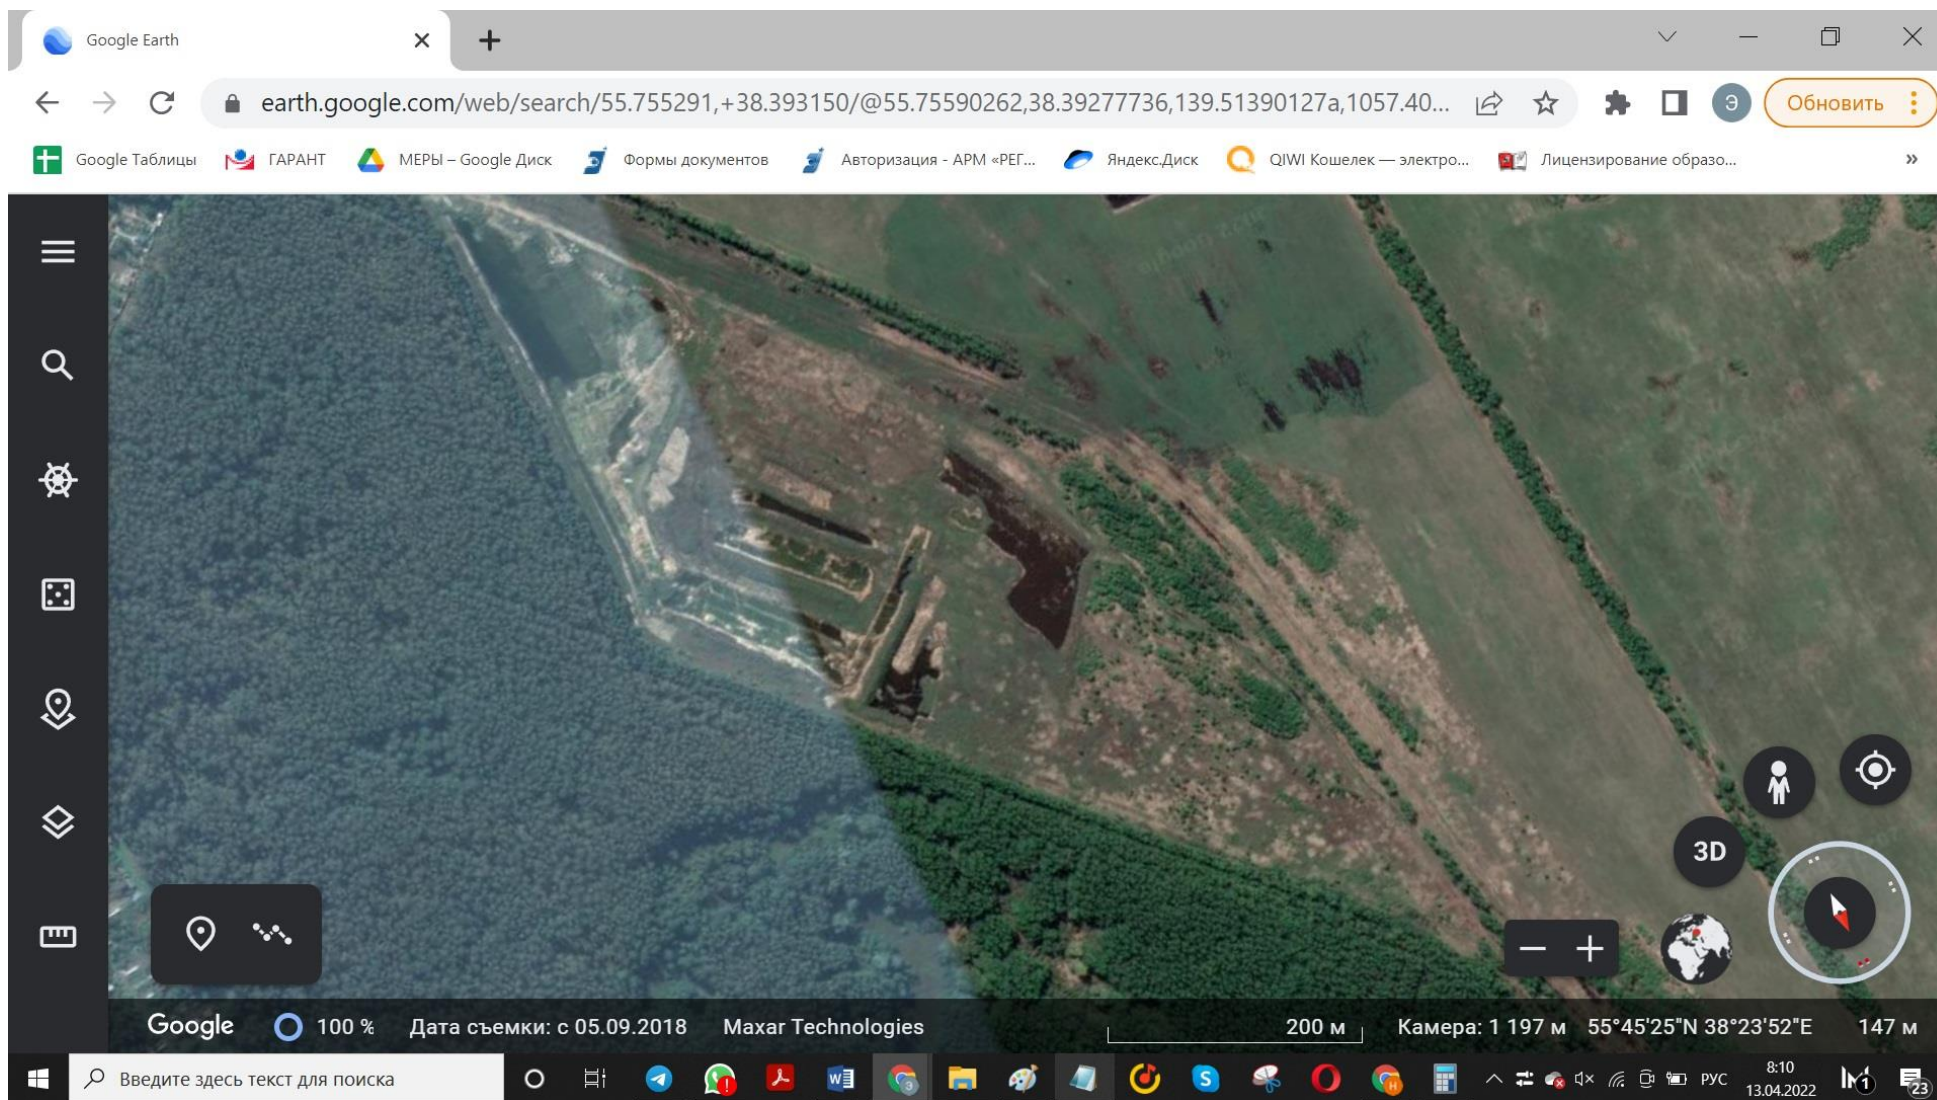 Google Earth
earth.google.com/web/search/55.755291,+38.393150/@55.75590262,38.39277736,139.51390127a,1057.40...
Э
Обновить
Google Таблицы
ГАРАНТ
МЕРЫ – Google Диск
Формы документов
Авторизация - АРМ «РЕГ...
Яндекс.Диск
QIWI Кошелек — электро...
Лицензирование образо...
»
3D
Google
100 %
Дата съемки: с 05.09.2018
Maxar Technologies
200 м
Камера: 1 197 м
55°45'25"N 38°23'52"E
147 м
Введите здесь текст для поиска
РУС
8:10
13.04.2022
1
23